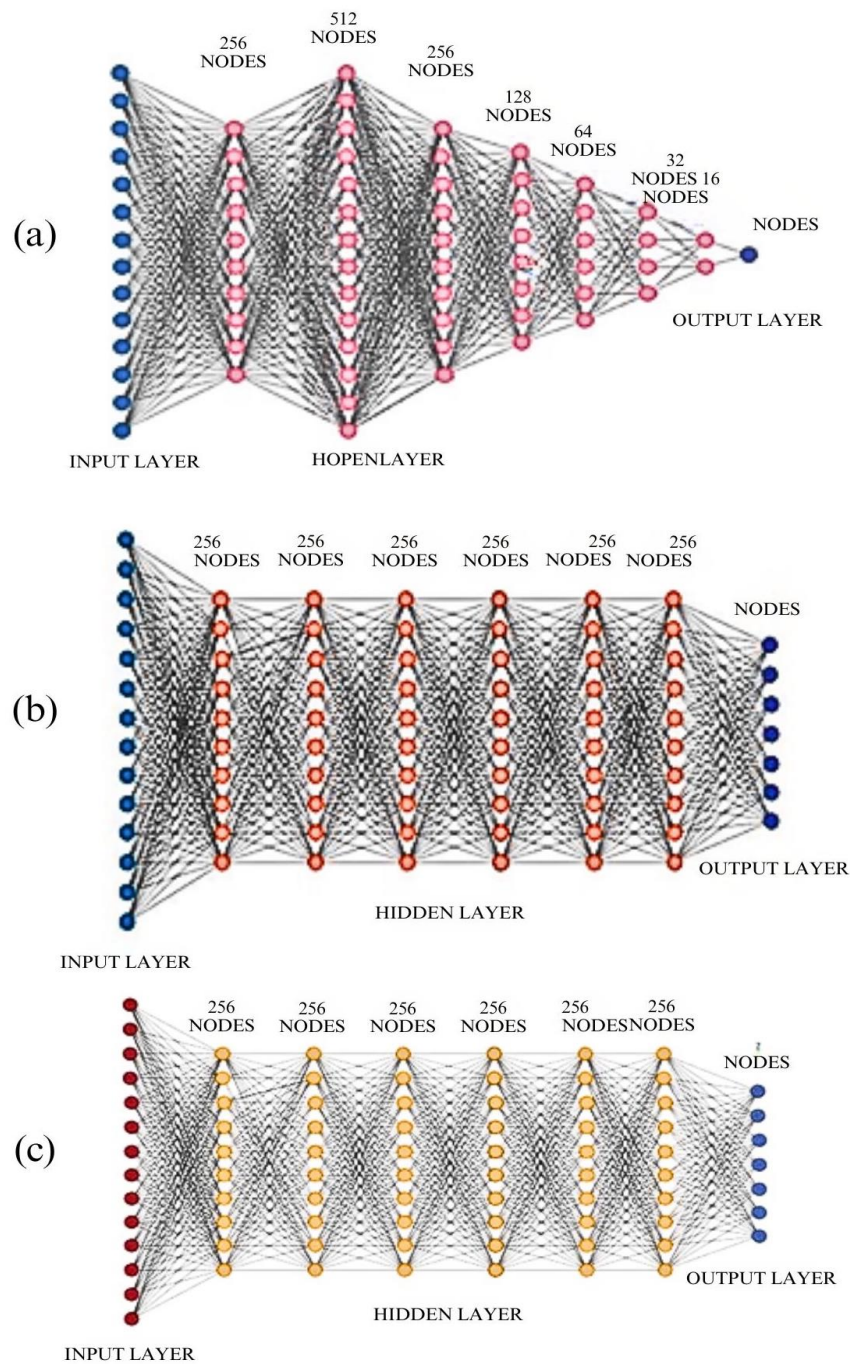 512
NODES
256
NODES
256
NODES
128
NODES
64
NODES
32
NODES 16
NODES
NODES
(a)
OUTPUT LAYER
INPUT LAYER
HOPENLAYER
256
NODES
256
NODES
256
NODES
256
NODES
256
NODES
256
NODES
NODES
(b)
OUTPUT LAYER
HIDDEN LAYER
INPUT LAYER
256
NODES
256
NODES
256
NODES
256
NODES
256
NODES
256
NODES
NODES
(c)
OUTPUT LAYER
HIDDEN LAYER
INPUT LAYER